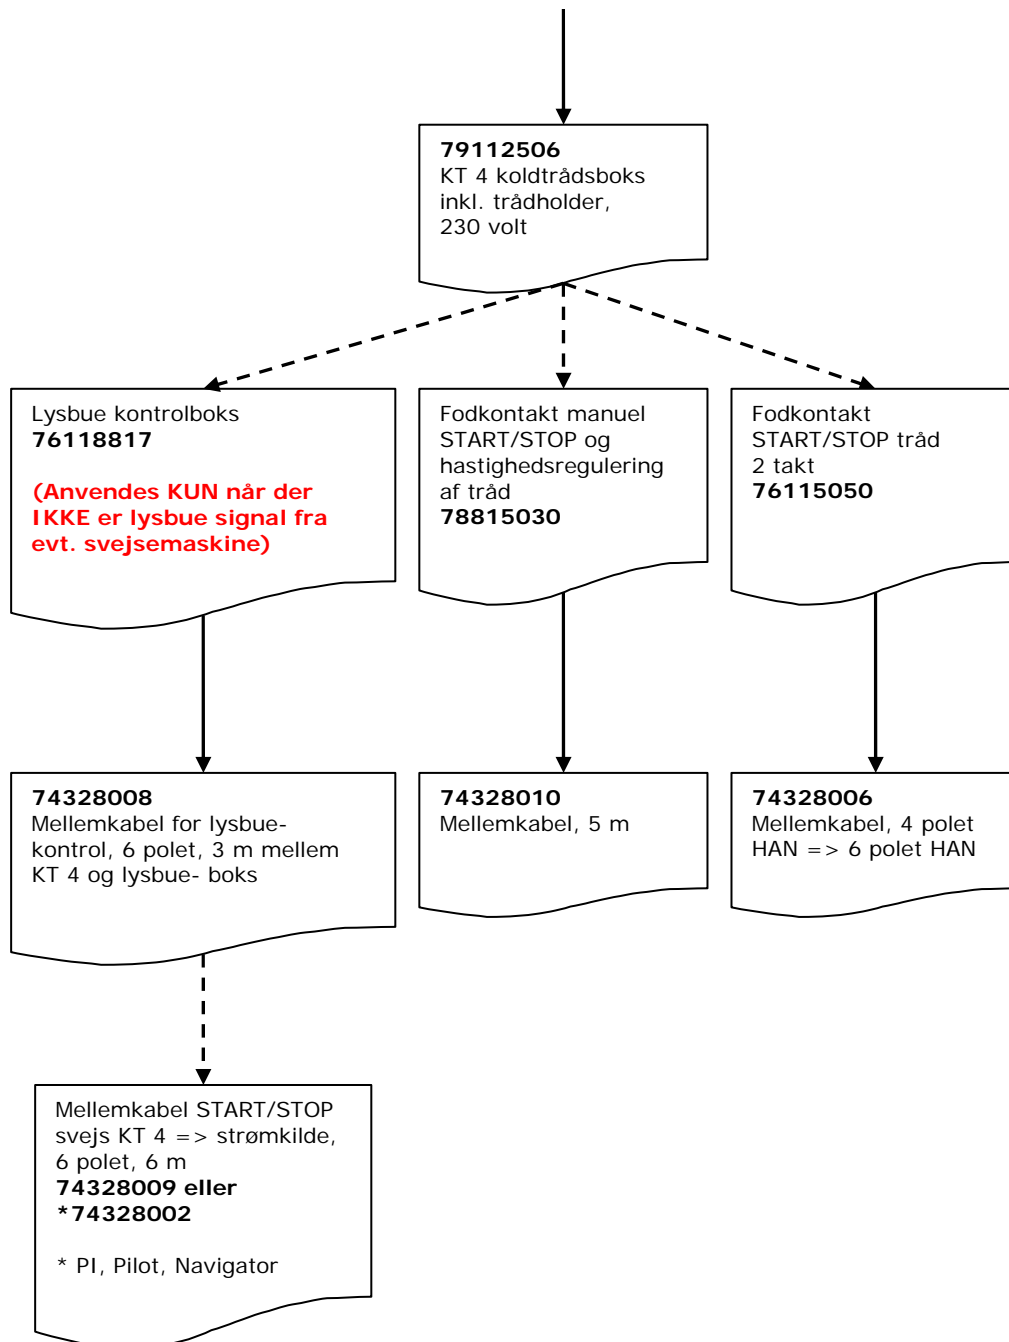 79112506
KT 4 koldtrådsboks
inkl. trådholder,
230 volt
Lysbue kontrolboks
76118817
(Anvendes KUN når der
IKKE er lysbue signal fra
evt. svejsemaskine)
Fodkontakt manuel
START/STOP og
hastighedsregulering
af tråd
78815030
Fodkontakt
START/STOP tråd
2 takt
76115050
74328008
Mellemkabel for lysbue-
kontrol, 6 polet, 3 m mellem
KT 4 og lysbue- boks
74328010
Mellemkabel, 5 m
74328006
Mellemkabel, 4 polet
HAN => 6 polet HAN
Mellemkabel START/STOP
svejs KT 4 => strømkilde,
6 polet, 6 m
74328009 eller
*74328002
* PI, Pilot, Navigator